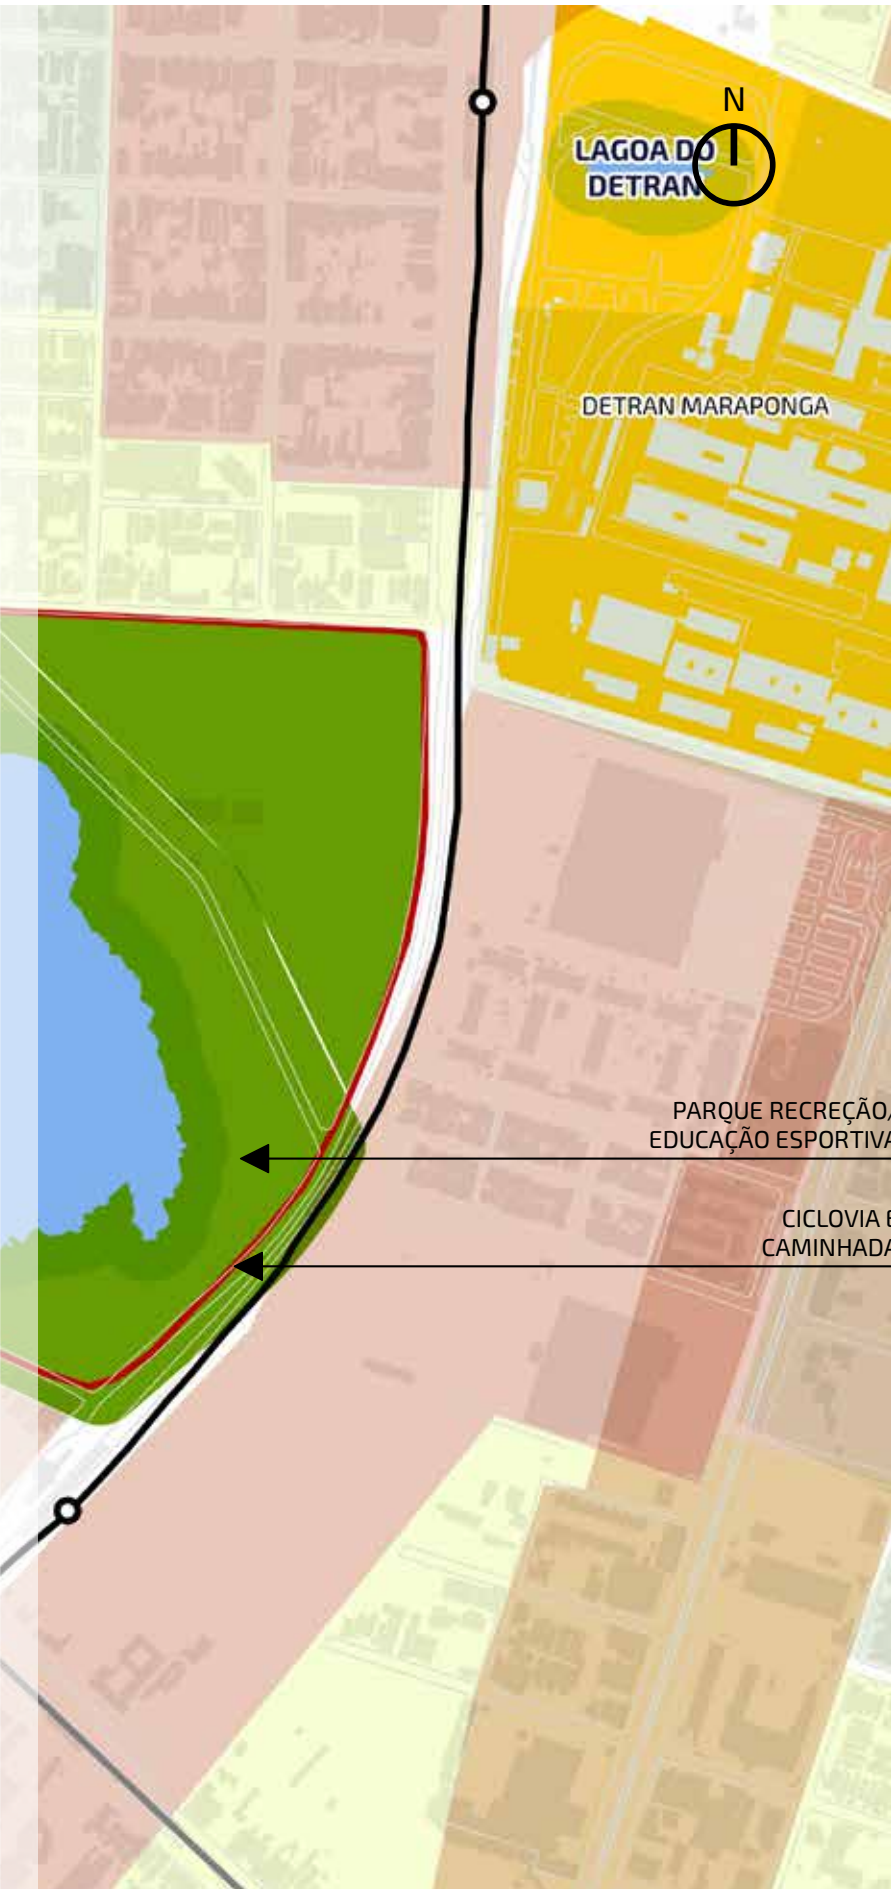 N
LAGOA DO
DETRAN
DETRAN MARAPONGA
PARQUE RECREÇÃO/
EDUCAÇÃO ESPORTIVA
CICLOVIA E
CAMINHADA